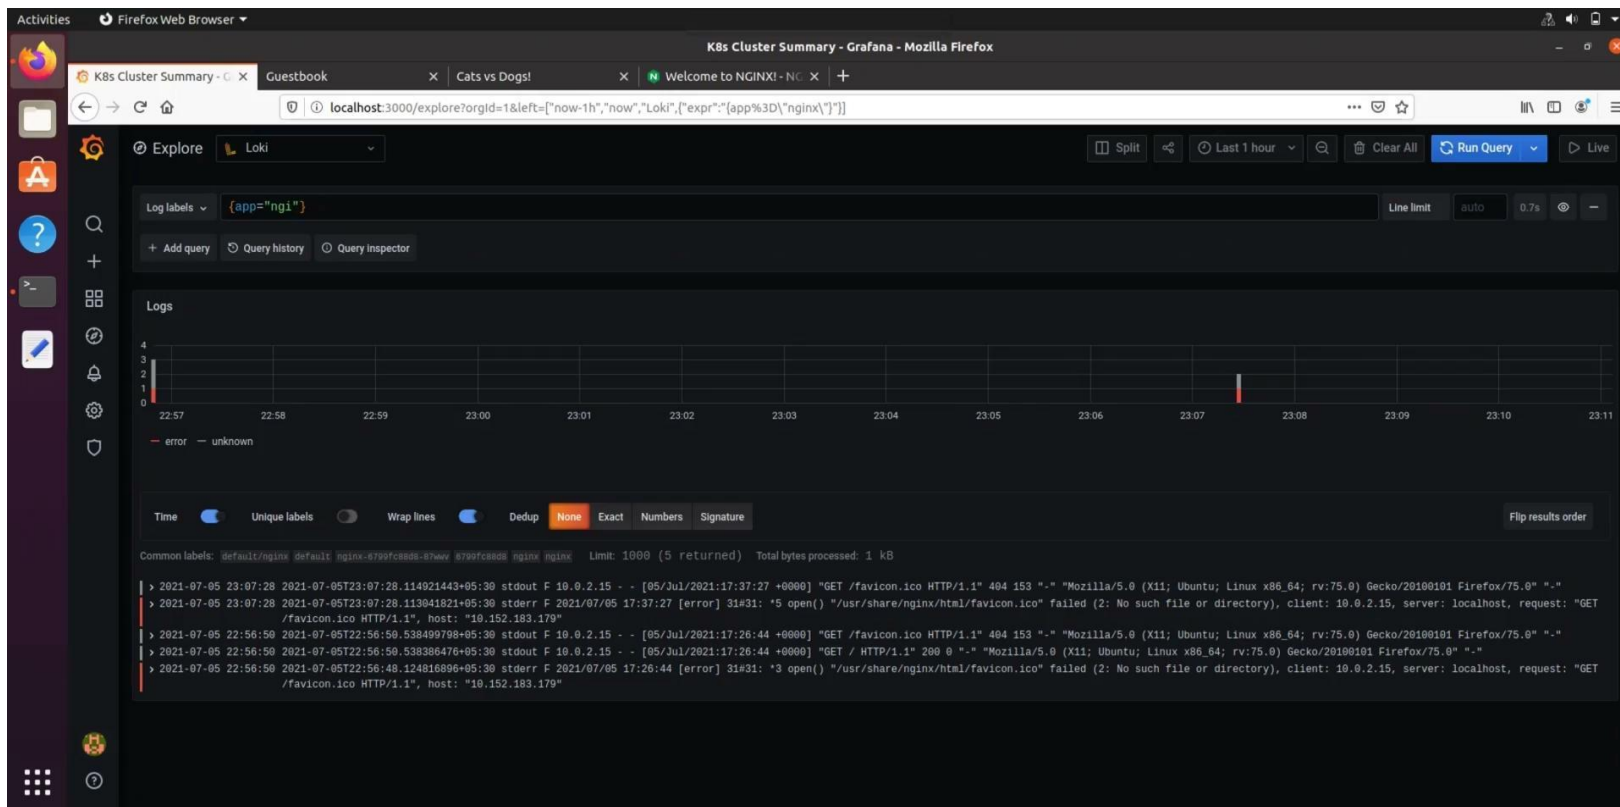 Activities Firefox Web Browser
K8s Cluster Summary - Grafana - Mozilla Firefox
K8s Cluster Summary - G Guestbook Cats vs Dogs! Welcome to NGINX! - NG
localhost:3000/explore?orgId=1&left=["now-1h","now","Loki",{"expr":"{app%3D\"nginx\"}"}]
Explore Loki Split Last 1 hour Clear All Run Query Live
Log labels {app="ngi"} Line limit auto 0.7s
+ Add query Query history Query inspector
Logs
4
3
2
1
0
22:57 22:58 22:59 23:00 23:01 23:02 23:03 23:04 23:05 23:06 23:07 23:08 23:09 23:10 23:11
error unknown
Time Unique labels Wrap lines Dedup None Exact Numbers Signature Flip results order
Common labels: default/nginx default nginx-6799fc88d8-87wwv 6799fc88d8 nginx nginx Limit: 1000 (5 returned) Total bytes processed: 1 kB
> 2021-07-05 23:07:28 2021-07-05T23:07:28.114921443+05:30 stdout F 10.0.2.15 - - [05/Jul/2021:17:37:27 +0000] "GET /favicon.ico HTTP/1.1" 404 153 "-" "Mozilla/5.0 (X11; Ubuntu; Linux x86_64; rv:75.0) Gecko/20100101 Firefox/75.0" "-"
> 2021-07-05 23:07:28 2021-07-05T23:07:28.113041821+05:30 stderr F 2021/07/05 17:37:27 [error] 31#31: *5 open() "/usr/share/nginx/html/favicon.ico" failed (2: No such file or directory), client: 10.0.2.15, server: localhost, request: "GET
/favicon.ico HTTP/1.1", host: "10.152.183.179"
> 2021-07-05 22:56:50 2021-07-05T22:56:50.538499798+05:30 stdout F 10.0.2.15 - - [05/Jul/2021:17:26:44 +0000] "GET /favicon.ico HTTP/1.1" 404 153 "-" "Mozilla/5.0 (X11; Ubuntu; Linux x86_64; rv:75.0) Gecko/20100101 Firefox/75.0" "-"
> 2021-07-05 22:56:50 2021-07-05T22:56:50.538386476+05:30 stdout F 10.0.2.15 - - [05/Jul/2021:17:26:44 +0000] "GET / HTTP/1.1" 200 0 "-" "Mozilla/5.0 (X11; Ubuntu; Linux x86_64; rv:75.0) Gecko/20100101 Firefox/75.0" "-"
> 2021-07-05 22:56:50 2021-07-05T22:56:48.124816896+05:30 stderr F 2021/07/05 17:26:44 [error] 31#31: *3 open() "/usr/share/nginx/html/favicon.ico" failed (2: No such file or directory), client: 10.0.2.15, server: localhost, request: "GET
/favicon.ico HTTP/1.1", host: "10.152.183.179"